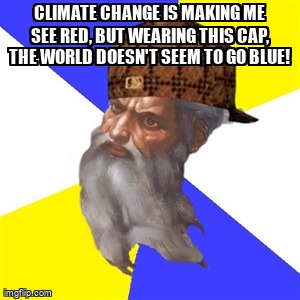 CLIMATE CHANGE IS MAKING ME
SEE RED, BUT WEARING THIS CAP,
THE WORLD DOESN'T SEEM TO GO BLUE!
imgflip.com